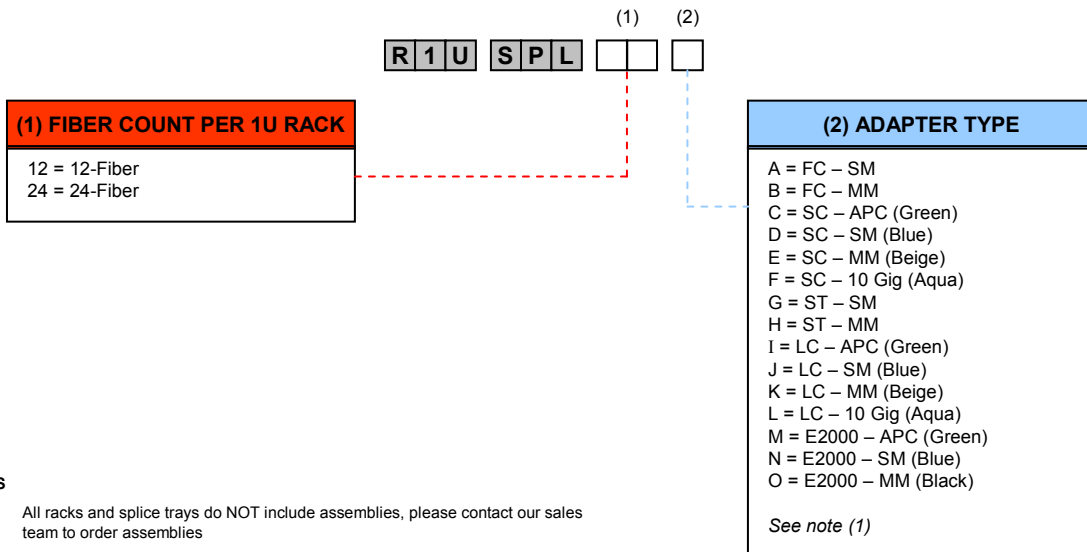 (1) (2)
R1U SPL
(1) FIBER COUNT PER 1U RACK
12 = 12-Fiber
24 = 24-Fiber
(2) ADAPTER TYPE
A = FC – SM
B = FC – MM
C = SC – APC (Green)
D = SC – SM (Blue)
E = SC – MM (Beige)
F = SC – 10 Gig (Aqua)
G = ST – SM
H = ST – MM
I = LC – APC (Green)
J = LC – SM (Blue)
K = LC – MM (Beige)
L = LC – 10 Gig (Aqua)
M = E2000 – APC (Green)
N = E2000 – SM (Blue)
O = E2000 – MM (Black)
See note (1)
s
All racks and splice trays do NOT include assemblies, please contact our sales
team to order assemblies